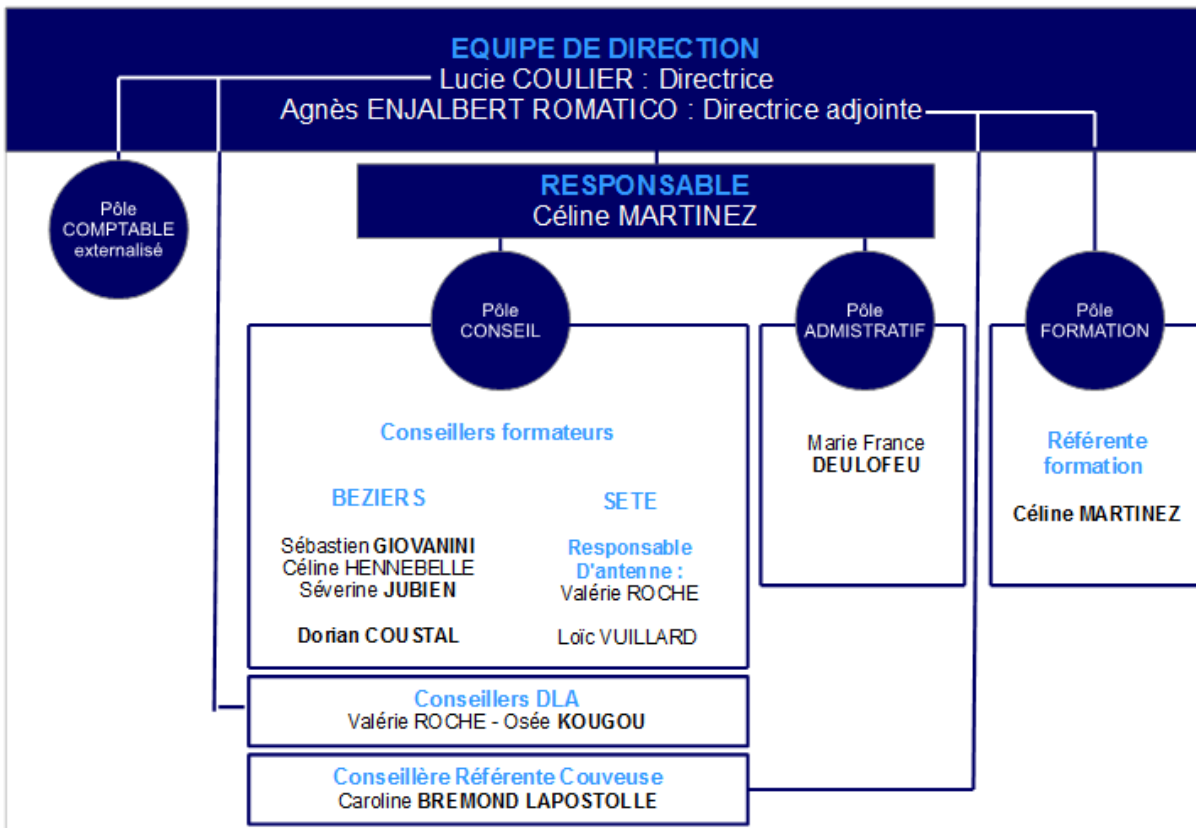 EQUIPE DE DIRECTION
Lucie COULIER : Directrice
Agnès ENJALBERT ROMATICO : Directrice adjointe
RESPONSABLE
Céline MARTINEZ
Pôle
COMPTABLE
externalisé
Pôle
CONSEIL
Pôle
ADMISTRATIF
Pôle
FORMATION
Conseillers formateurs
BEZIERS
Sébastien GIOVANINI
Céline HENNEBELLE
Séverine JUBIEN
Dorian COUSTAL
SETE
Responsable
D'antenne :
Valérie ROCHE
Loïc VUILLARD
Marie France
DEULOFEU
Référente
formation
Céline MARTINEZ
Conseillers DLA
Valérie ROCHE - Osée KOUGOU
Conseillère Référente Couveuse
Caroline BREMOND LAPOSTOLLE